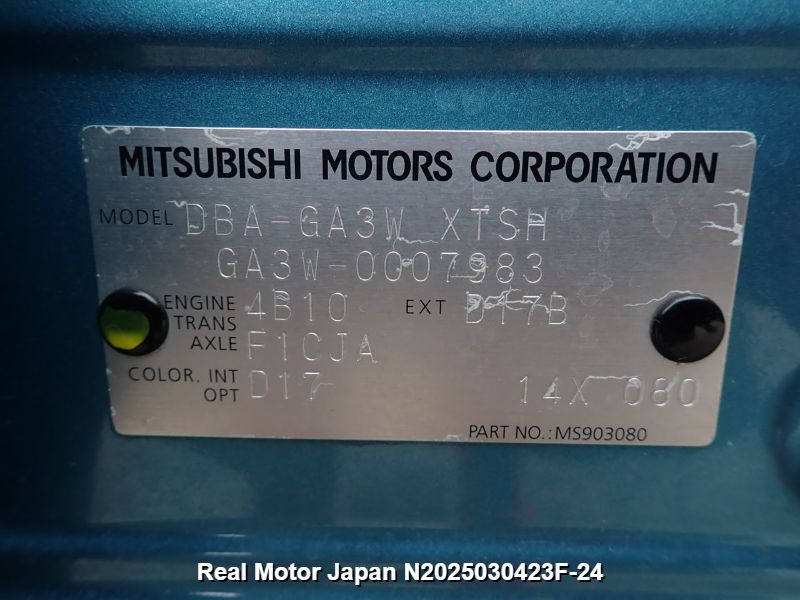 MITSUBISHI MOTORS CORPORATION
MODEL DBA-GA3W XTSH
GA3W-0007983
ENGINE 4B10 EXT D17B
TRANS
AXLE F1CJA
COLOR. INT D17
OPT 14X 080
PART NO.:MS903080
Real Motor Japan N2025030423F-24